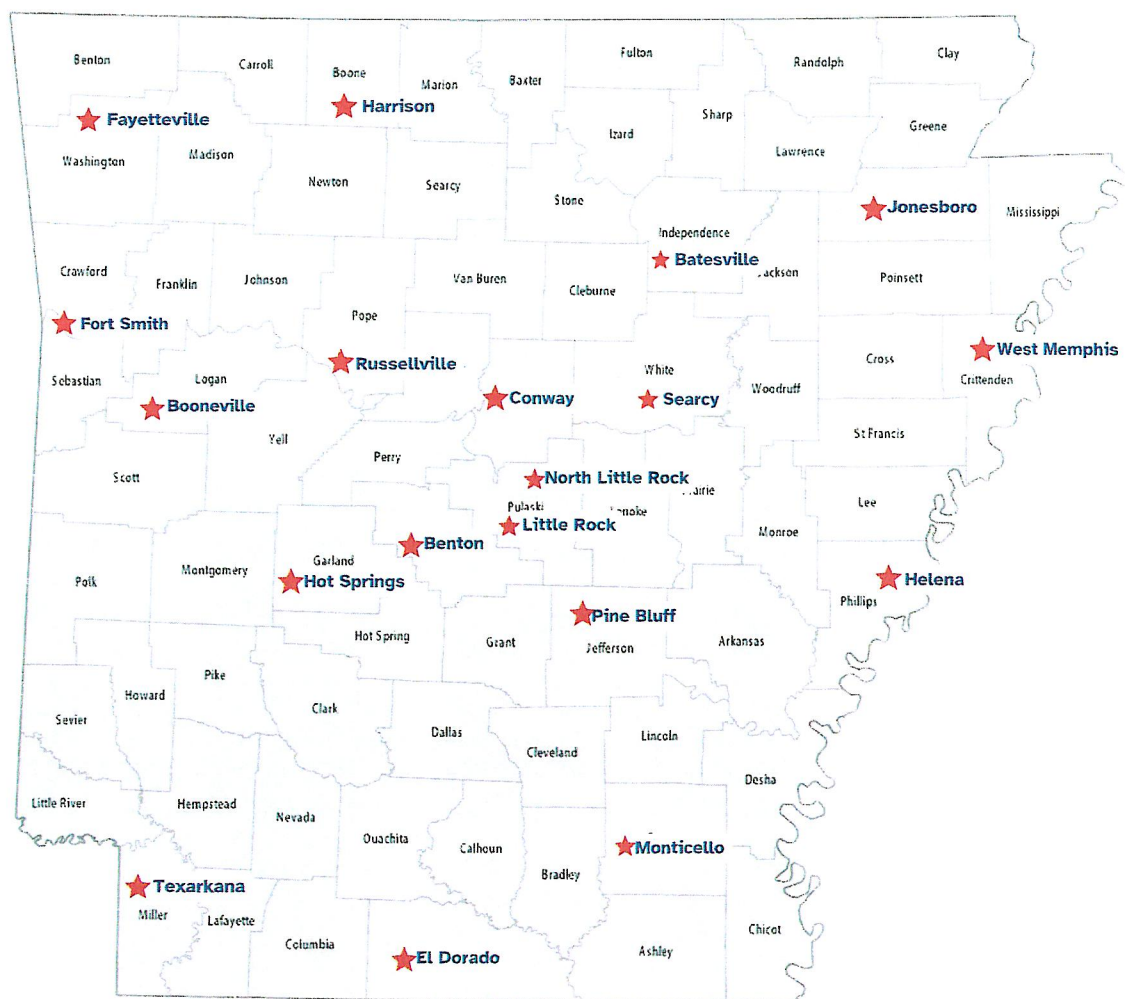 Benton
Carroll
Boone
Marion
Baxter
Fulton
Randolph
Clay
Harrison
Fayetteville
Sharp
Izard
Greene
Lawrence
Washington
Madison
Newton
Searcy
Stone
Jonesboro
Mississippi
Independence
Batesville
Crawford
Franklin
Johnson
Van Buren
Cleburne
ackson
Poinsett
Pope
Fort Smith
Russellville
West Memphis
Sebastian
Logan
White
Cross
Woodruff
Crittenden
Booneville
Conway
Searcy
Yell
St Francis
Scott
Perry
North Little Rock
airie
Lee
Pulaski
enoke
Little Rock
Monroe
Benton
Garland
Hot Springs
Polk
Montgomery
Helena
Phillips
Pine Bluff
Hot Spring
Grant
Jefferson
Arkansas
Pike
Howard
Clark
Sevier
Dallas
Cleveland
Lincoln
Desha
Little River
Hempstead
Nevada
Ouachita
Calhoun
Monticello
Bradley
Texarkana
Miller
Lafayette
Columbia
El Dorado
Ashley
Chicot